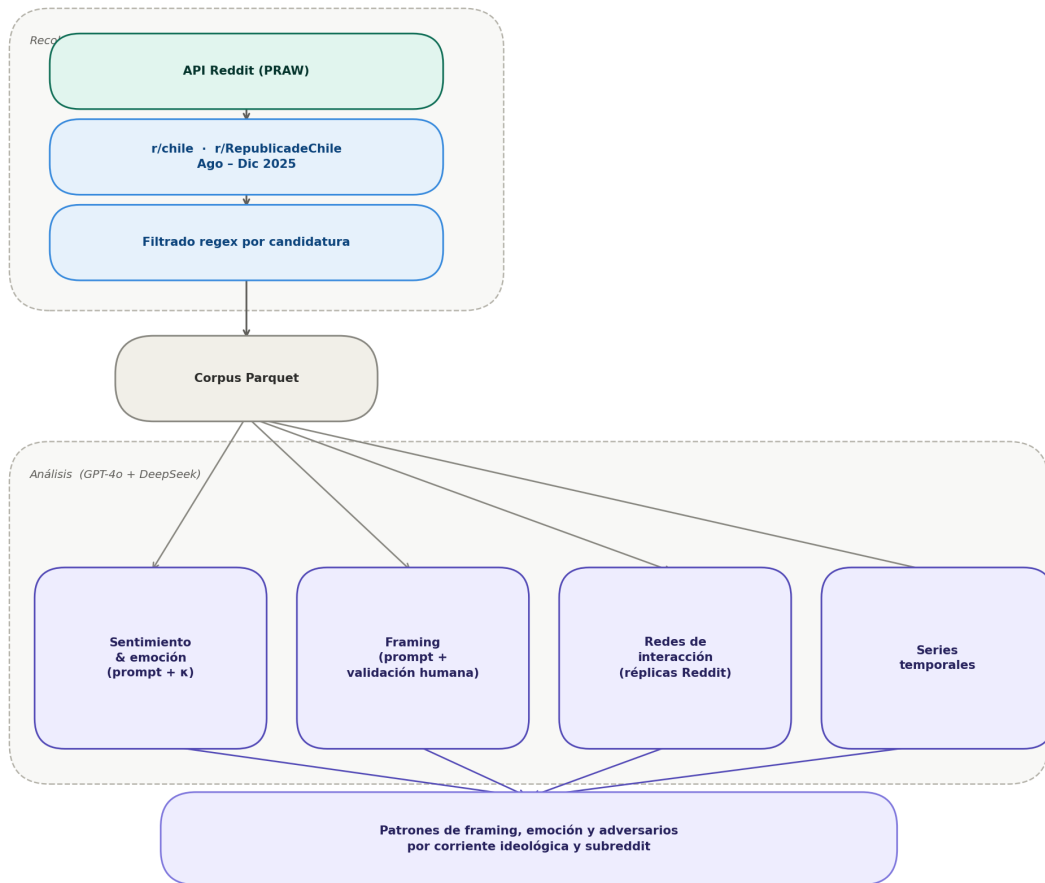 API Reddit (PRAW)
r/chile · r/RepublicadeChile
Ago – Dic 2025
Filtrado regex por candidatura
Corpus Parquet
Análisis (GPT-4o + DeepSeek)
Sentimiento
& emoción
(prompt + κ)
Framing
(prompt +
validación humana)
Redes de
interacción
(réplicas Reddit)
Series
temporales
Patrones de framing, emoción y adversarios
por corriente ideológica y subreddit